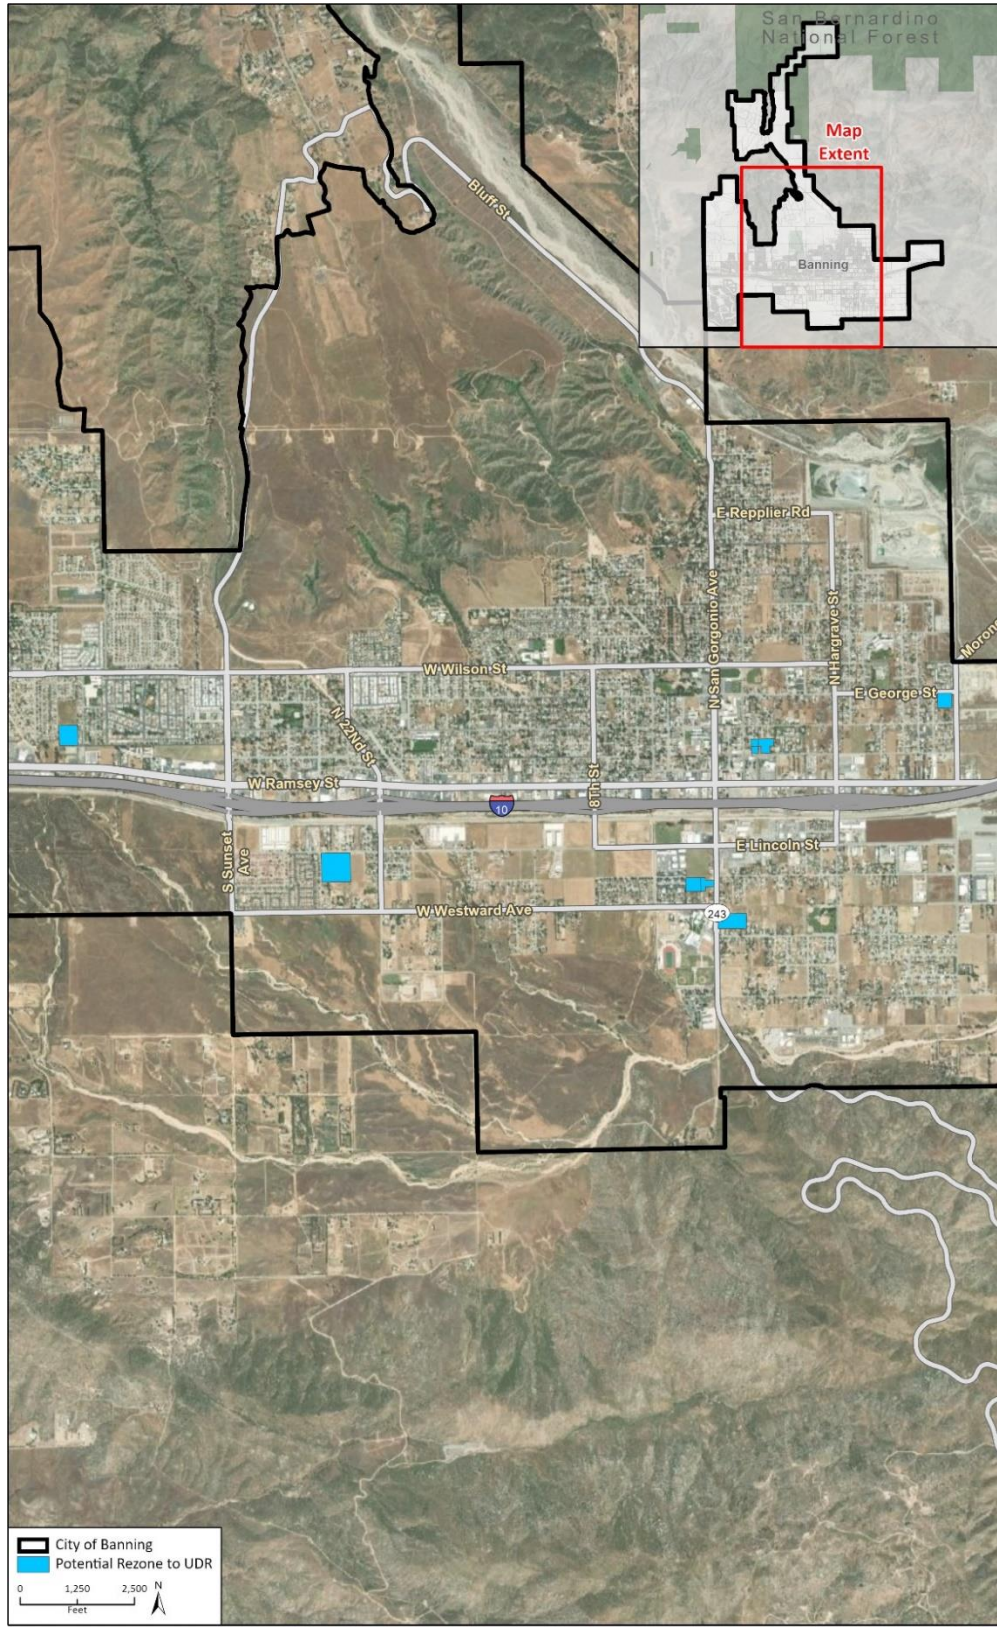 San Bernardino
National Forest
Map
Extent
Banning
Bluff St
E Repplier Rd
N San Gorgonio Ave
N Hargrave St
W Wilson St
E George St
N 22Nd St
W Ramsey St
8Th St
10
S Sunset
Ave
E Lincoln St
W Westward Ave
243
City of Banning
Potential Rezone to UDR
0 1,250 2,500
Feet
N